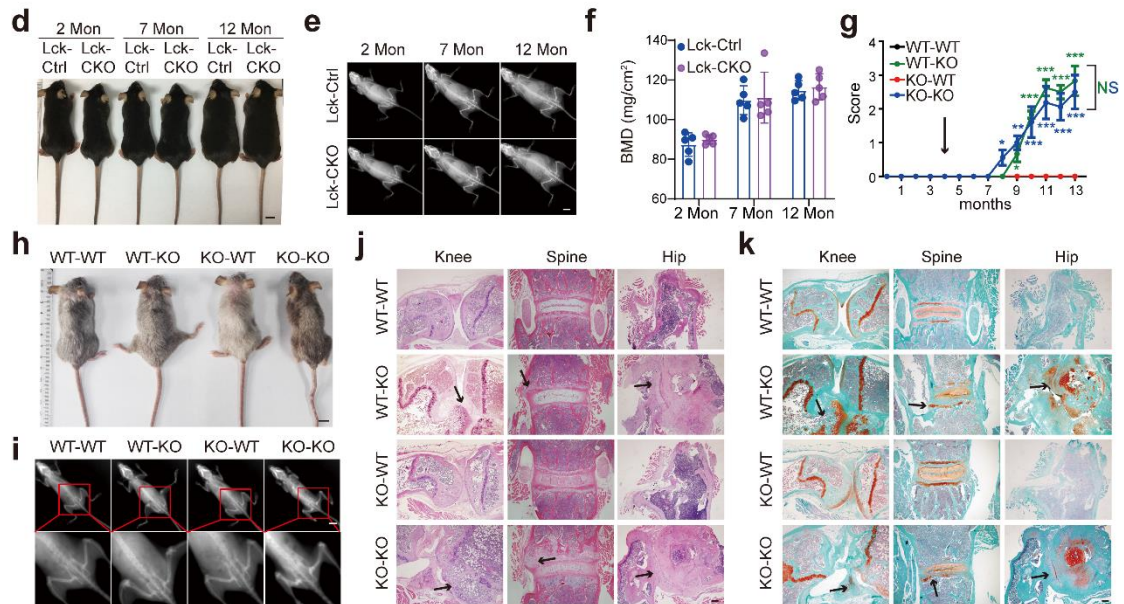 d
2 Mon 7 Mon 12 Mon
Lck-Ctrl Lck-CKO Lck-Ctrl Lck-CKO Lck-Ctrl Lck-CKO
e
2 Mon 7 Mon 12 Mon
Lck-Ctrl
Lck-CKO
f
Lck-Ctrl
Lck-CKO
BMD (mg/cm²)
140
120
100
80
60
2 Mon 7 Mon 12 Mon
g
WT-WT
WT-KO
KO-WT
KO-KO
Score
4
3
2
1
0
* ** *** *** *** ***
* *** *** *** ***
NS
1 3 5 7 9 11 13
months
h
WT-WT WT-KO KO-WT KO-KO
i
WT-WT WT-KO KO-WT KO-KO
j
Knee Spine Hip
WT-WT
WT-KO
KO-WT
KO-KO
k
Knee Spine Hip
WT-WT
WT-KO
KO-WT
KO-KO